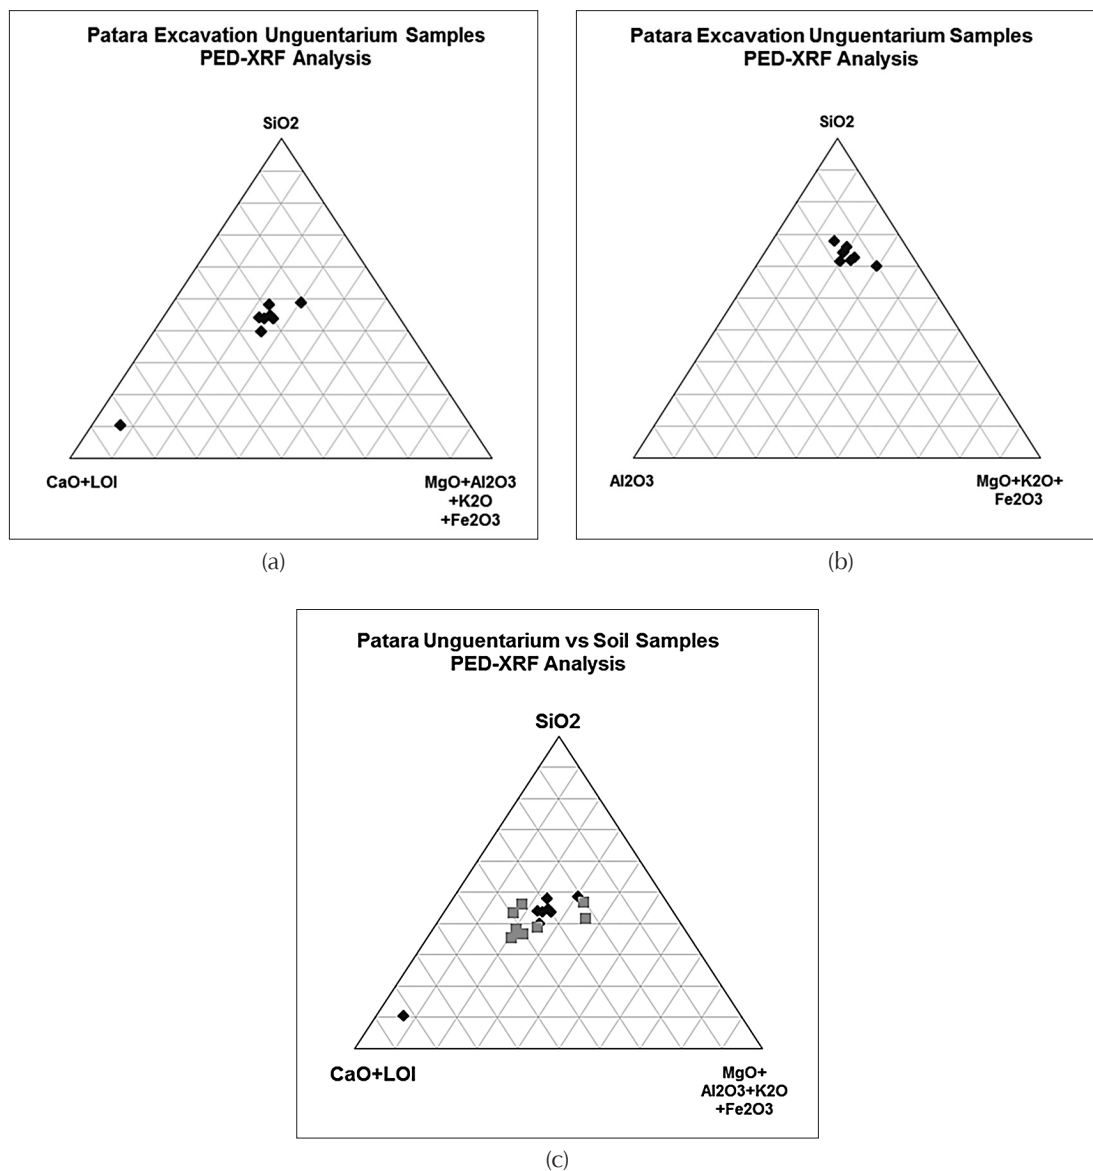 Patara Excavation Unguentarium Samples
PED-XRF Analysis
SiO2
CaO+LOI
MgO+Al2O3
+K2O
+Fe2O3
(a)
Patara Excavation Unguentarium Samples
PED-XRF Analysis
SiO2
Al2O3
MgO+K2O+
Fe2O3
(b)
Patara Unguentarium vs Soil Samples
PED-XRF Analysis
SiO2
CaO+LOI
MgO+
Al2O3+K2O
+Fe2O3
(c)